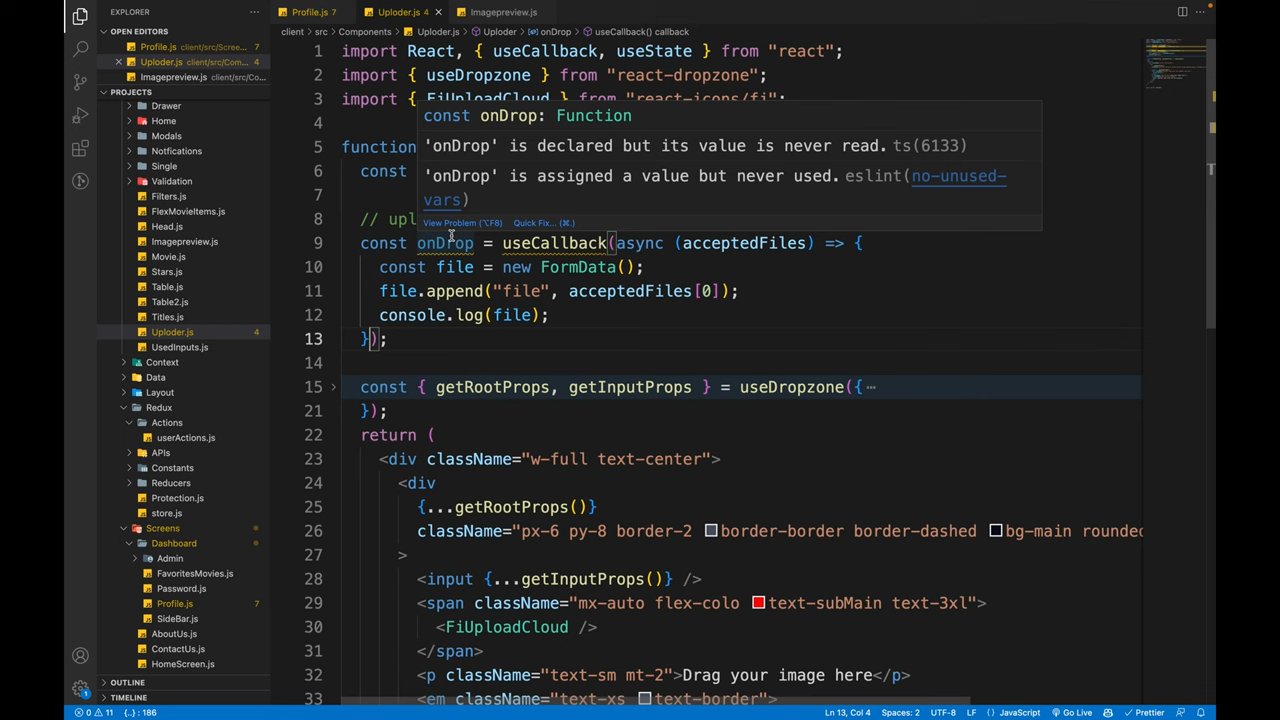 EXPLORER
OPEN EDITORS
Profile.js client/src/Scree... 7
Uploder.js client/src/Com... 4
Imagepreview.js client/src/Co...
PROJECTS
Drawer
Home
Modals
Notfications
Single
Validation
Filters.js
FlexMovieItems.js
Head.js
Imagepreview.js
Movie.js
Stars.js
Table.js
Table2.js
Titles.js
Uploder.js 4
UsedInputs.js
Context
Data
Layout
Redux
Actions
userActions.js
APIs
Constants
Reducers
Protection.js
store.js
Screens
Dashboard
Admin
FavoritesMovies.js
Password.js
Profile.js 7
SideBar.js
AboutUs.js
ContactUs.js
HomeScreen.js
OUTLINE
TIMELINE
Profile.js 7 Uploder.js 4 Imagepreview.js
client > src > Components > Uploder.js > Uploder > onDrop > useCallback() callback
1 import React, { useCallback, useState } from "react";
2 import { useDropzone } from "react-dropzone";
3 import { FiUploadCloud } from "react-icons/fi";
4
5 function
6 const
7
8 // upl
const onDrop: Function
'onDrop' is declared but its value is never read. ts(6133)
'onDrop' is assigned a value but never used. eslint(no-unused-
vars)
View Problem (⌥F8) Quick Fix... (⌘.)
9 const onDrop = useCallback(async (acceptedFiles) => {
10 const file = new FormData();
11 file.append("file", acceptedFiles[0]);
12 console.log(file);
13 });
14
15 const { getRootProps, getInputProps } = useDropzone({ ⋯
21 });
22 return (
23 <div className="w-full text-center">
24 <div
25 {...getRootProps()}
26 className="px-6 py-8 border-2 border-border border-dashed bg-main rounded
27 >
28 <input {...getInputProps()} />
29 <span className="mx-auto flex-colo text-subMain text-3xl">
30 <FiUploadCloud />
31 </span>
32 <p className="text-sm mt-2">Drag your image here</p>
33 <em className="text-xs text-border">
1
0 11 {..} : 186 Ln 13, Col 4 Spaces: 2 UTF-8 LF {} JavaScript Go Live Prettier